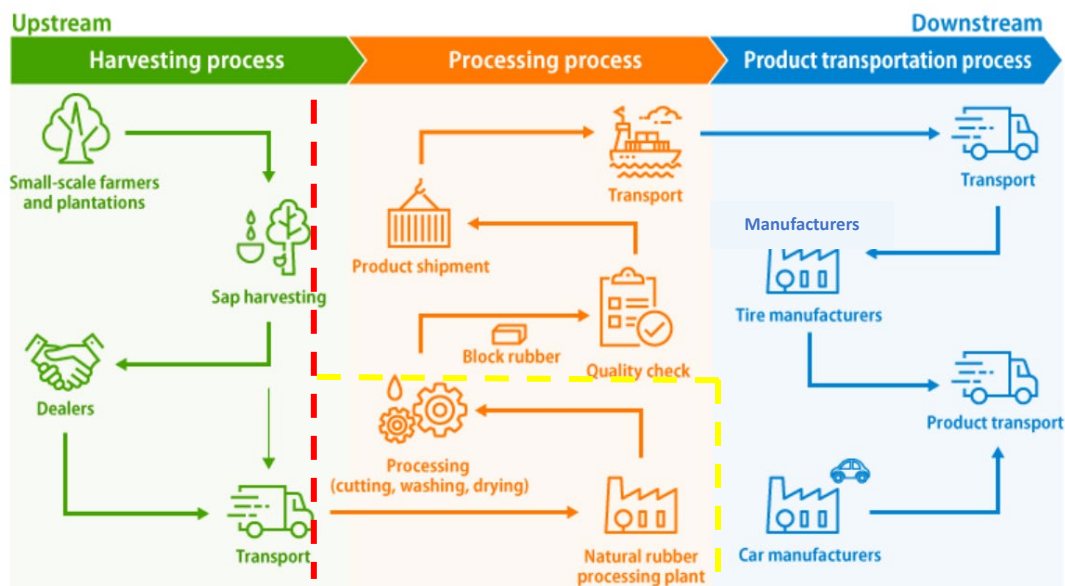 Upstream
Downstream
Harvesting process
Processing process
Product transportation process
Small-scale farmers
and plantations
Sap harvesting
Dealers
Transport
Natural rubber
processing plant
Processing
(cutting, washing, drying)
Block rubber
Quality check
Product shipment
Transport
Transport
Manufacturers
Tire manufacturers
Product transport
Car manufacturers